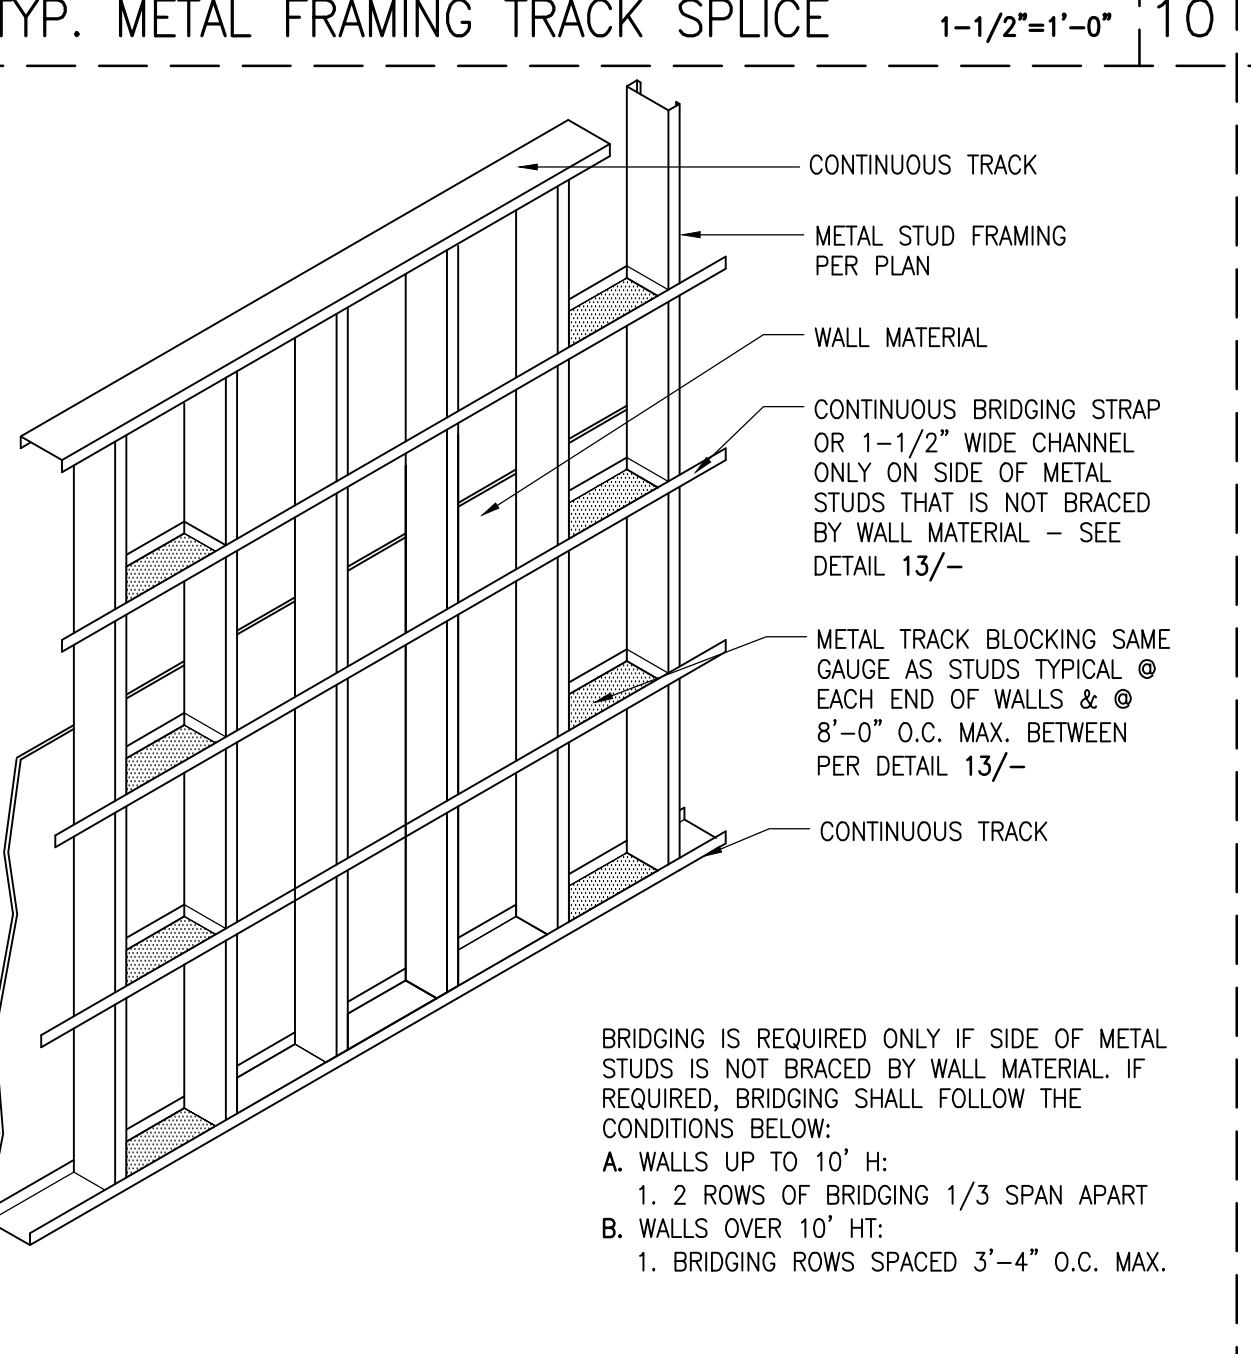 TYP. METAL FRAMING TRACK SPLICE 1-1/2"=1'-0" 10
CONTINUOUS TRACK
METAL STUD FRAMING
PER PLAN
WALL MATERIAL
CONTINUOUS BRIDGING STRAP
OR 1-1/2" WIDE CHANNEL
ONLY ON SIDE OF METAL
STUDS THAT IS NOT BRACED
BY WALL MATERIAL - SEE
DETAIL 13/-
METAL TRACK BLOCKING SAME
GAUGE AS STUDS TYPICAL @
EACH END OF WALLS & @
8'-0" O.C. MAX. BETWEEN
PER DETAIL 13/-
CONTINUOUS TRACK
BRIDGING IS REQUIRED ONLY IF SIDE OF METAL
STUDS IS NOT BRACED BY WALL MATERIAL. IF
REQUIRED, BRIDGING SHALL FOLLOW THE
CONDITIONS BELOW:
A. WALLS UP TO 10' H:
1. 2 ROWS OF BRIDGING 1/3 SPAN APART
B. WALLS OVER 10' HT:
1. BRIDGING ROWS SPACED 3'-4" O.C. MAX.